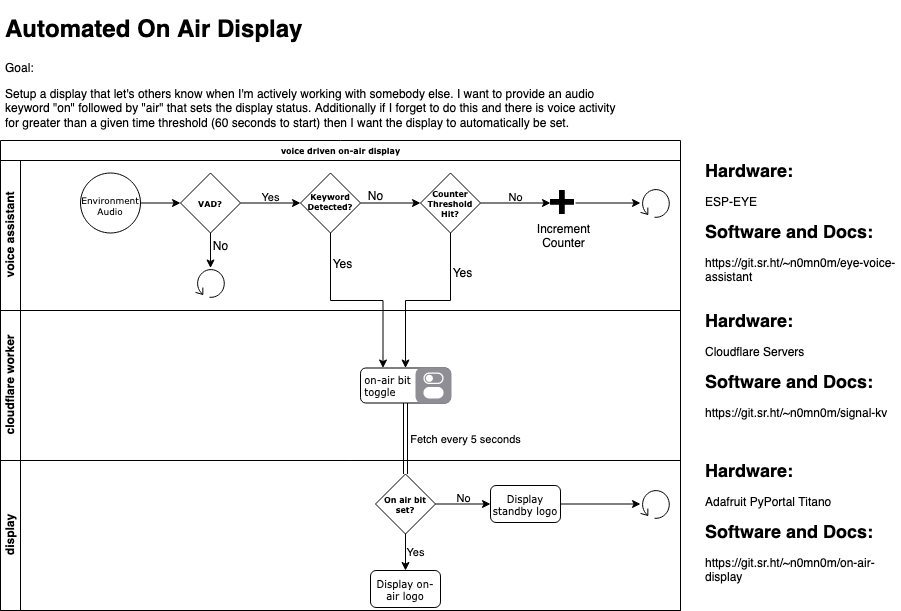 Automated On Air Display
Goal:
Setup a display that let's others know when I'm actively working with somebody else. I want to provide an audio
keyword "on" followed by "air" that sets the display status. Additionally if I forget to do this and there is voice activity
for greater than a given time threshold (60 seconds to start) then I want the display to automatically be set.
voice driven on-air display
voice assistant
Environment
Audio
VAD?
Yes
No
Keyword
Detected?
No
Yes
Counter
Threshold
Hit?
No
Yes
Increment
Counter
Hardware:
ESP-EYE
Software and Docs:
https://git.sr.ht/~n0mn0m/eye-voice-
assistant
cloudflare worker
on-air bit
toggle
Fetch every 5 seconds
Hardware:
Cloudflare Servers
Software and Docs:
https://git.sr.ht/~n0mn0m/signal-kv
display
On air bit
set?
No
Display
standby logo
Yes
Display on-
air logo
Hardware:
Adafruit PyPortal Titano
Software and Docs:
https://git.sr.ht/~n0mn0m/on-air-
display